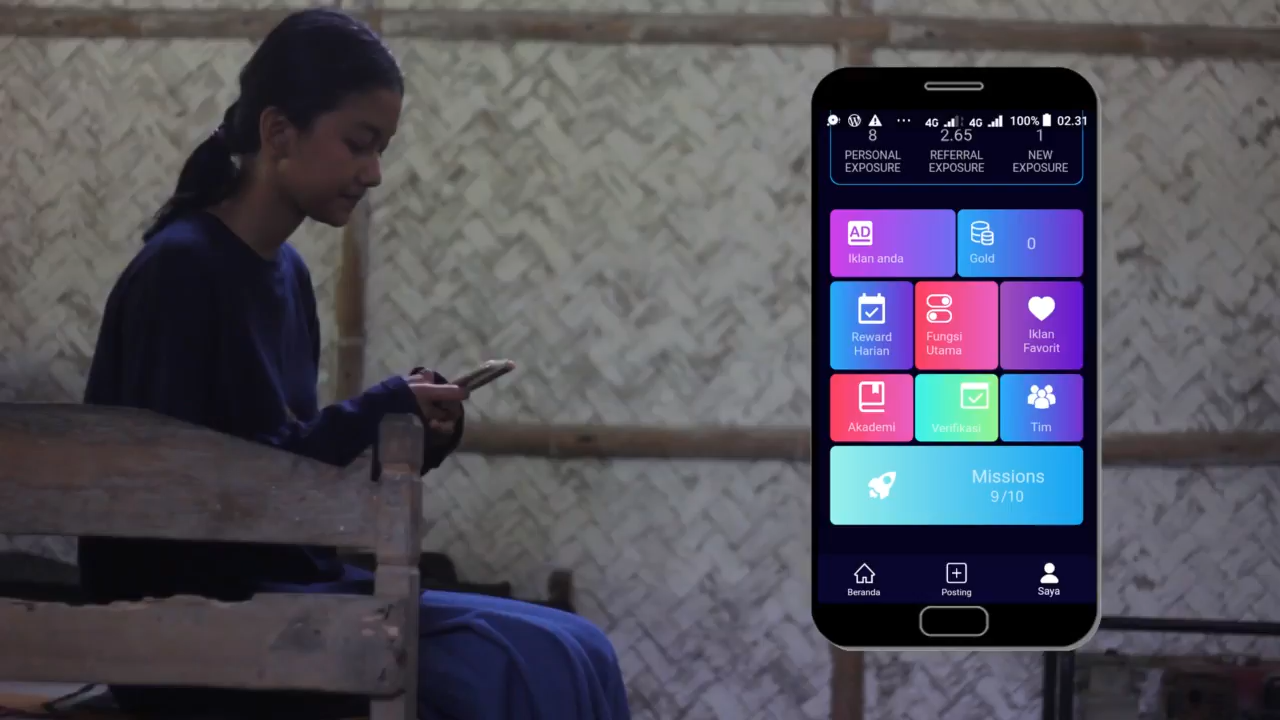 4G 4G 100% 02.31
8 2.65 1
PERSONAL EXPOSURE
REFERRAL EXPOSURE
NEW EXPOSURE
AD
Iklan anda
Gold
0
Reward
Harian
Fungsi
Utama
Iklan
Favorit
Akademi
Verifikasi
Tim
Missions
9/10
Beranda
Posting
Saya